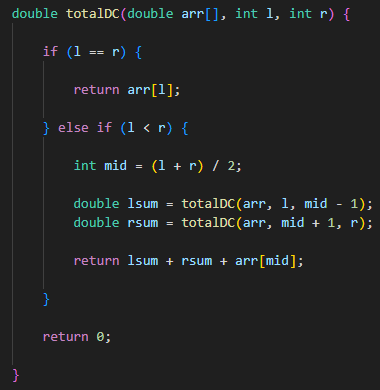 double totalDC(double arr[], int l, int r) {
if (l == r) {
return arr[l];
} else if (l < r) {
int mid = (l + r) / 2;
double lsum = totalDC(arr, l, mid - 1);
double rsum = totalDC(arr, mid + 1, r);
return lsum + rsum + arr[mid];
}
return 0;
}